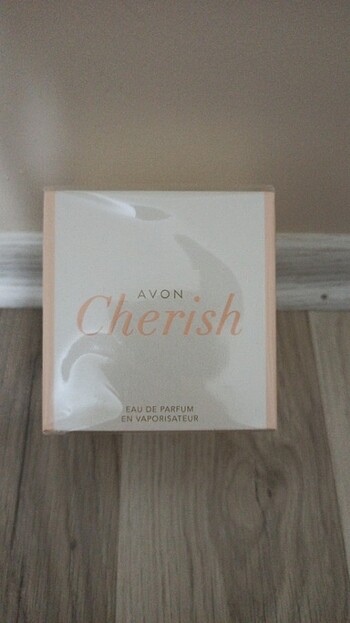 AVON
Cherish
EAU DE PARFUM
EN VAPORISATEUR